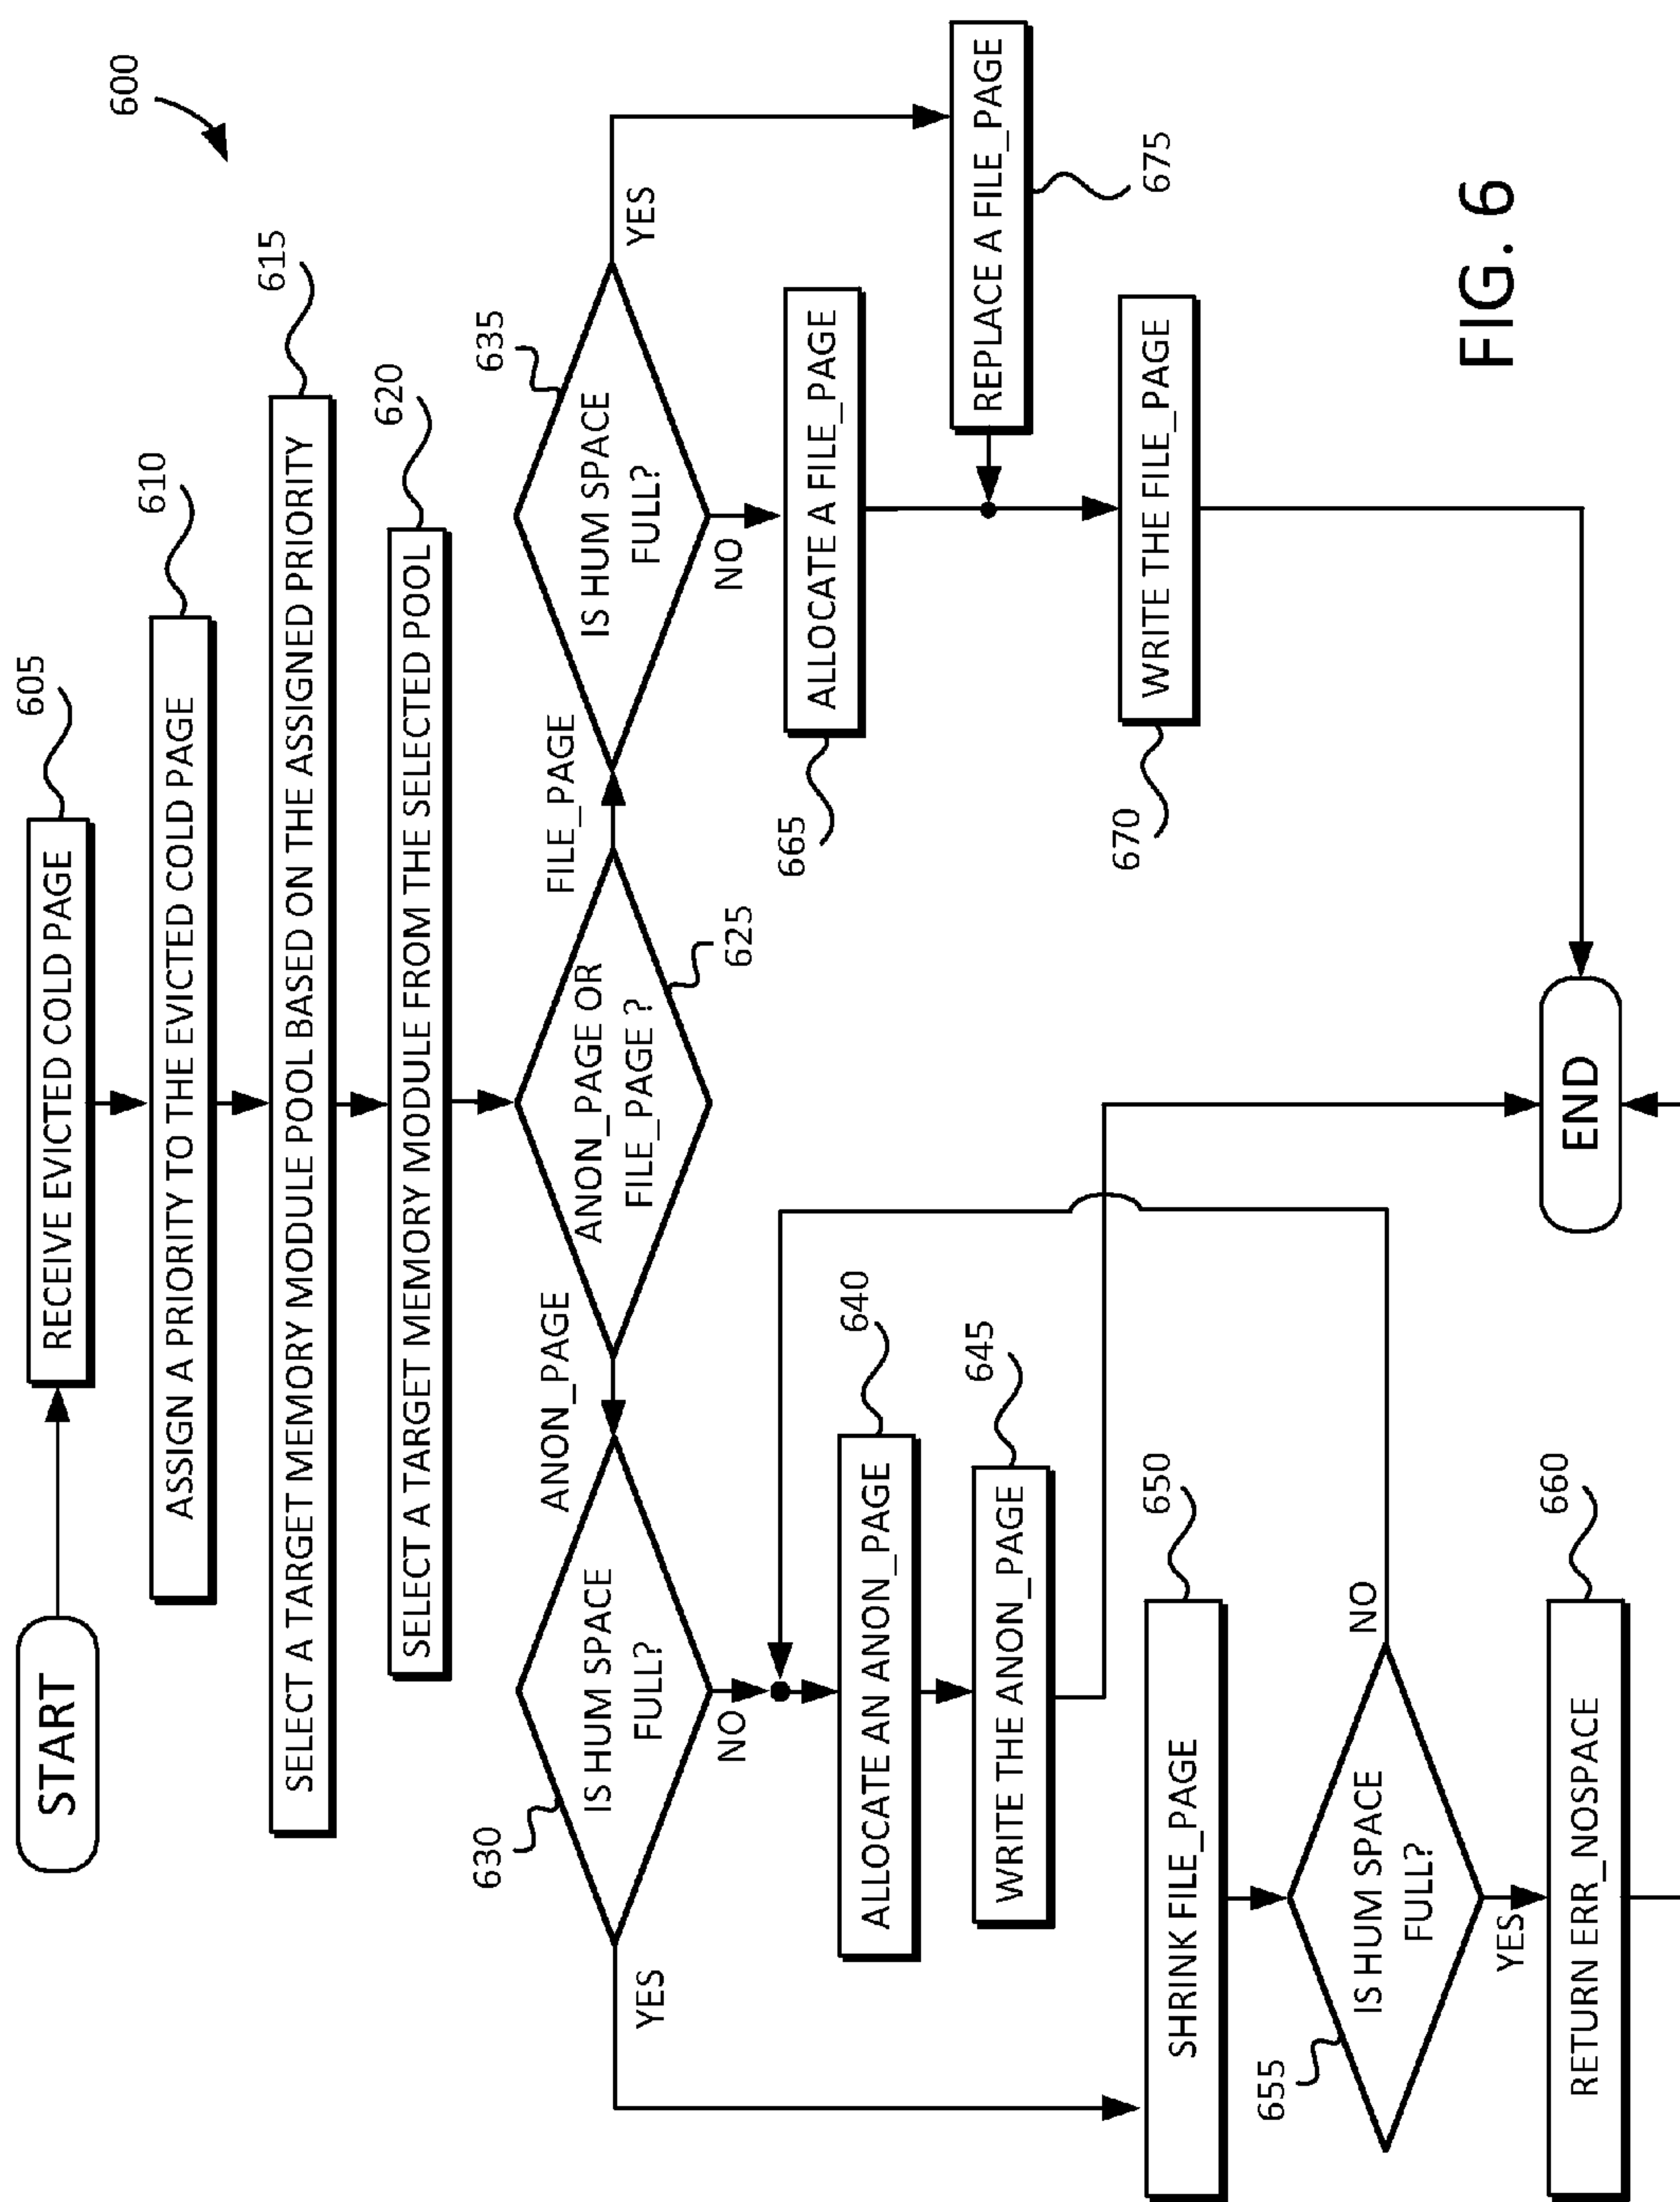 600
START
RECEIVE EVICTED COLD PAGE
605
ASSIGN A PRIORITY TO THE EVICTED COLD PAGE
610
SELECT A TARGET MEMORY MODULE POOL BASED ON THE ASSIGNED PRIORITY
615
SELECT A TARGET MEMORY MODULE FROM THE SELECTED POOL
620
ANON_PAGE OR
FILE_PAGE ?
625
ANON_PAGE
FILE_PAGE
630
IS HUM SPACE
FULL?
YES
NO
635
IS HUM SPACE
FULL?
YES
NO
ALLOCATE AN ANON_PAGE
640
WRITE THE ANON_PAGE
645
SHRINK FILE_PAGE
650
655
IS HUM SPACE
FULL?
NO
YES
RETURN ERR_NOSPACE
660
665
ALLOCATE A FILE_PAGE
REPLACE A FILE_PAGE
675
670
WRITE THE FILE_PAGE
END
FIG. 6